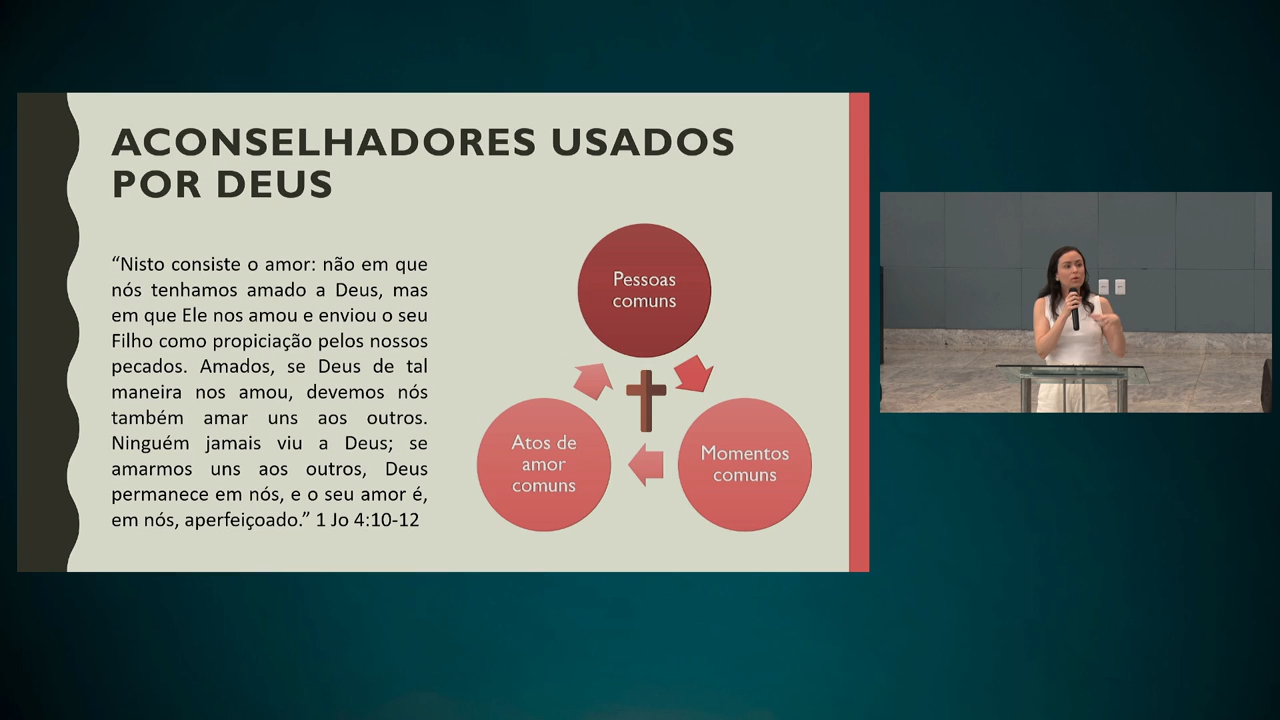 ACONSELHADORES USADOS
POR DEUS
“Nisto consiste o amor: não em que
nós tenhamos amado a Deus, mas
em que Ele nos amou e enviou o seu
Filho como propiciação pelos nossos
pecados. Amados, se Deus de tal
maneira nos amou, devemos nós
também amar uns aos outros.
Ninguém jamais viu a Deus; se
amarmos uns aos outros, Deus
permanece em nós, e o seu amor é,
em nós, aperfeiçoado.” 1 Jo 4:10-12
Pessoas
comuns
Momentos
comuns
Atos de
amor
comuns